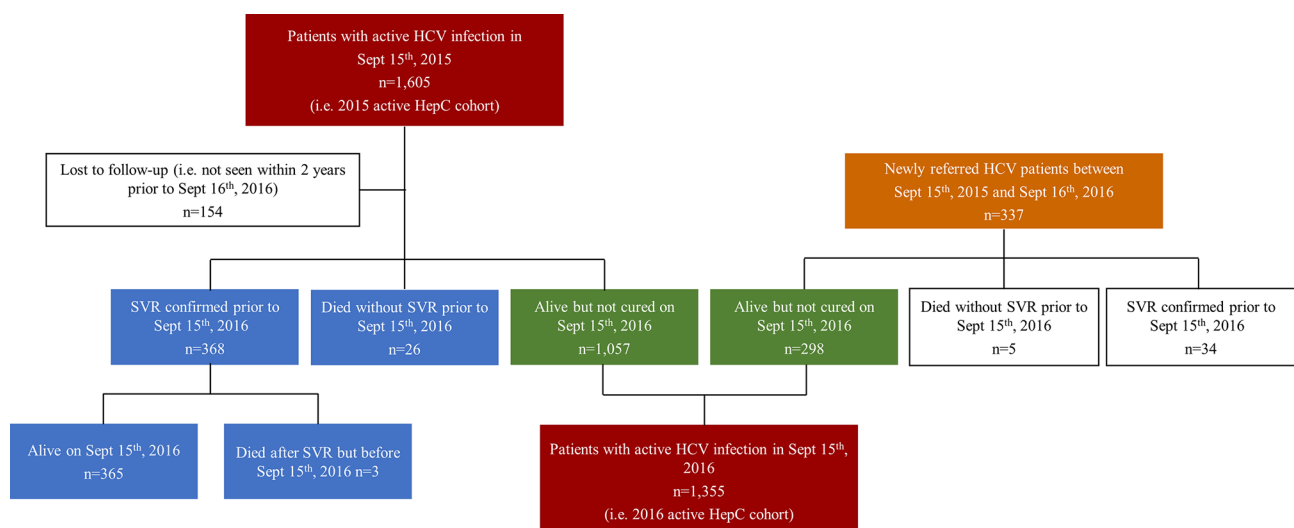 Patients with active HCV infection in
Sept 15th, 2015
n=1,605
(i.e. 2015 active HepC cohort)
Lost to follow-up (i.e. not seen within 2 years
prior to Sept 16th, 2016)
n=154
Newly referred HCV patients between
Sept 15th, 2015 and Sept 16th, 2016
n=337
SVR confirmed prior to
Sept 15th, 2016
n=368
Died without SVR prior to
Sept 15th, 2016
n=26
Alive but not cured on
Sept 15th, 2016
n=1,057
Alive but not cured on
Sept 15th, 2016
n=298
Died without SVR prior to
Sept 15th, 2016
n=5
SVR confirmed prior to
Sept 15th, 2016
n=34
Alive on Sept 15th, 2016
n=365
Died after SVR but before
Sept 15th, 2016 n=3
Patients with active HCV infection in Sept 15th,
2016
n=1,355
(i.e. 2016 active HepC cohort)